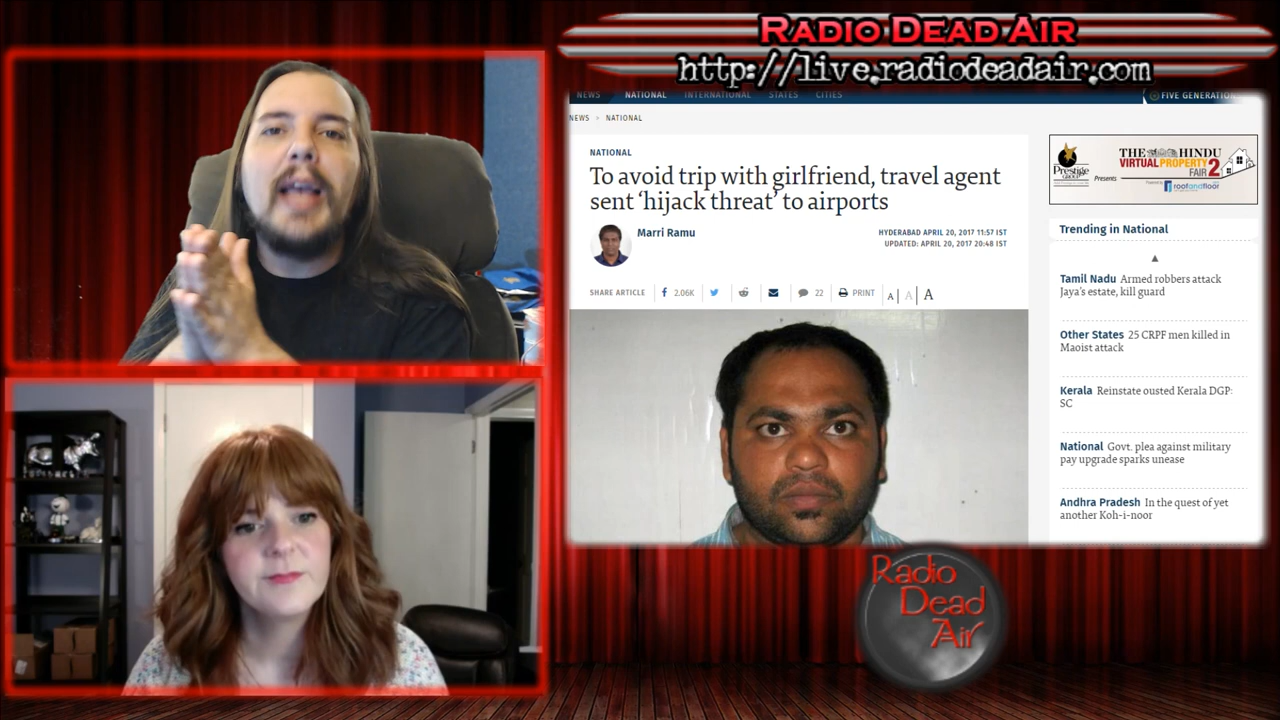 RADIO DEAD AIR
http://live.radiodeadair.com
NEWS NATIONAL INTERNATIONAL STATES CITIES
FIVE
NEWS > NATIONAL
NATIONAL
To avoid trip with girlfriend, travel agent
sent ‘hijack threat’ to airports
Marri Ramu
HYDERABAD APRIL 20, 2017 11:57 IST
UPDATED: APRIL 20, 2017 20:48 IST
SHARE ARTICLE 2.06K 22 PRINT A | A | A
Prestige
GROUP
Presents
THE HINDU
VIRTUAL PROPERTY
FAIR 2
roofandfloor
Trending in National
Tamil Nadu Armed robbers attack
Jaya's estate, kill guard
Other States 25 CRPF men killed in
Maoist attack
Kerala Reinstate ousted Kerala DGP:
SC
National Govt. plea against military
pay upgrade sparks unease
Andhra Pradesh In the quest of yet
another Koh-i-noor
Radio
Dead
Air